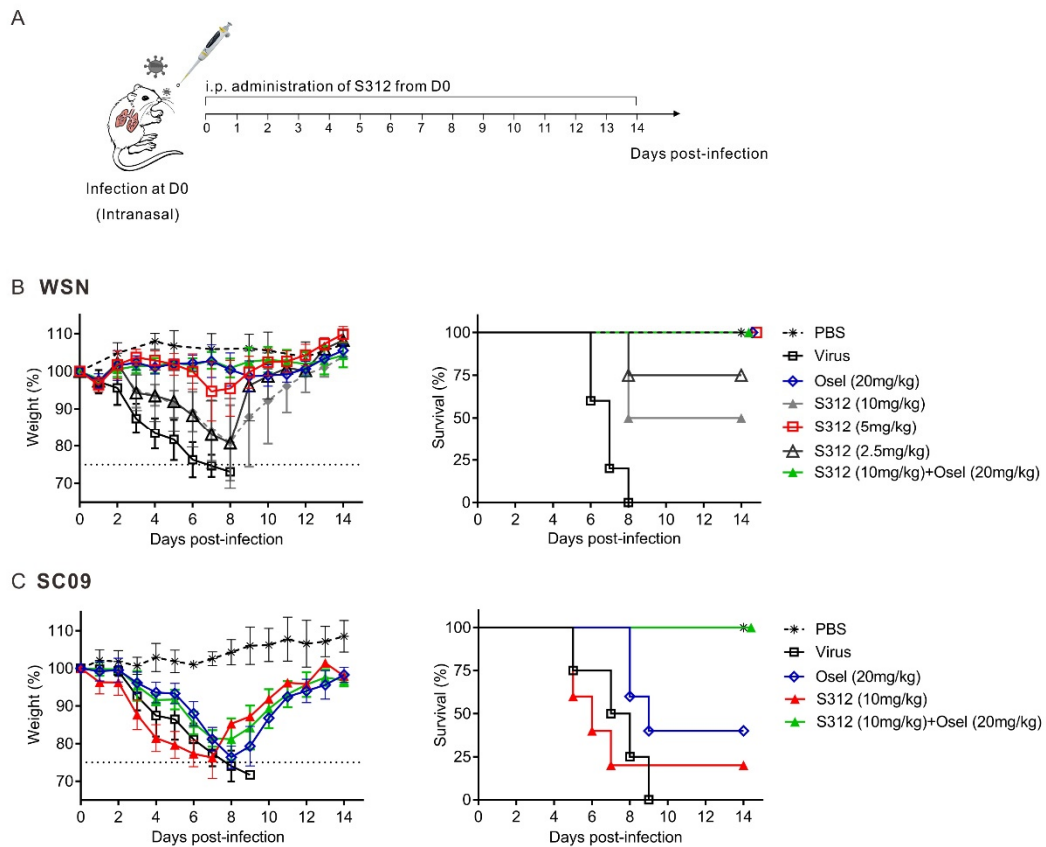 A
i.p. administration of S312 from D0
0 1 2 3 4 5 6 7 8 9 10 11 12 13 14
Days post-infection
Infection at D0
(Intranasal)
B WSN
110
100
90
80
70
Weight (%)
0 2 4 6 8 10 12 14
Days post-infection
100
75
50
25
0
Survival (%)
0 2 4 6 8 10 12 14
Days post-infection
PBS
Virus
Osel (20mg/kg)
S312 (10mg/kg)
S312 (5mg/kg)
S312 (2.5mg/kg)
S312 (10mg/kg)+Osel (20mg/kg)
C SC09
110
100
90
80
70
Weight (%)
0 2 4 6 8 10 12 14
Days post-infection
100
75
50
25
0
Survival (%)
0 2 4 6 8 10 12 14
Days post-infection
PBS
Virus
Osel (20mg/kg)
S312 (10mg/kg)
S312 (10mg/kg)+Osel (20mg/kg)